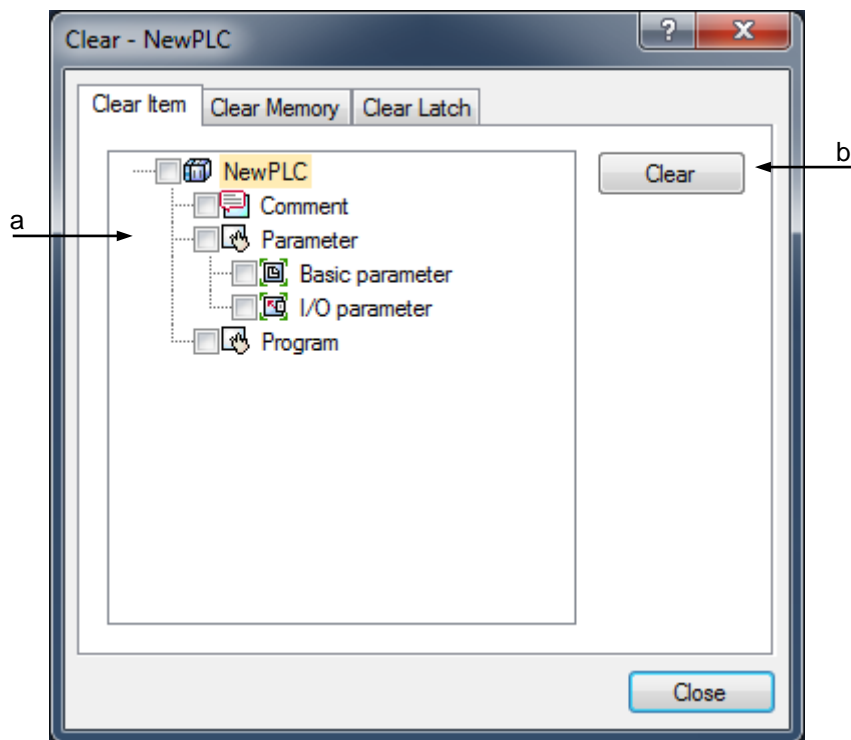 Clear - NewPLC
Clear Item Clear Memory Clear Latch
NewPLC
Clear
b
Comment
a
Parameter
Basic parameter
I/O parameter
Program
Close